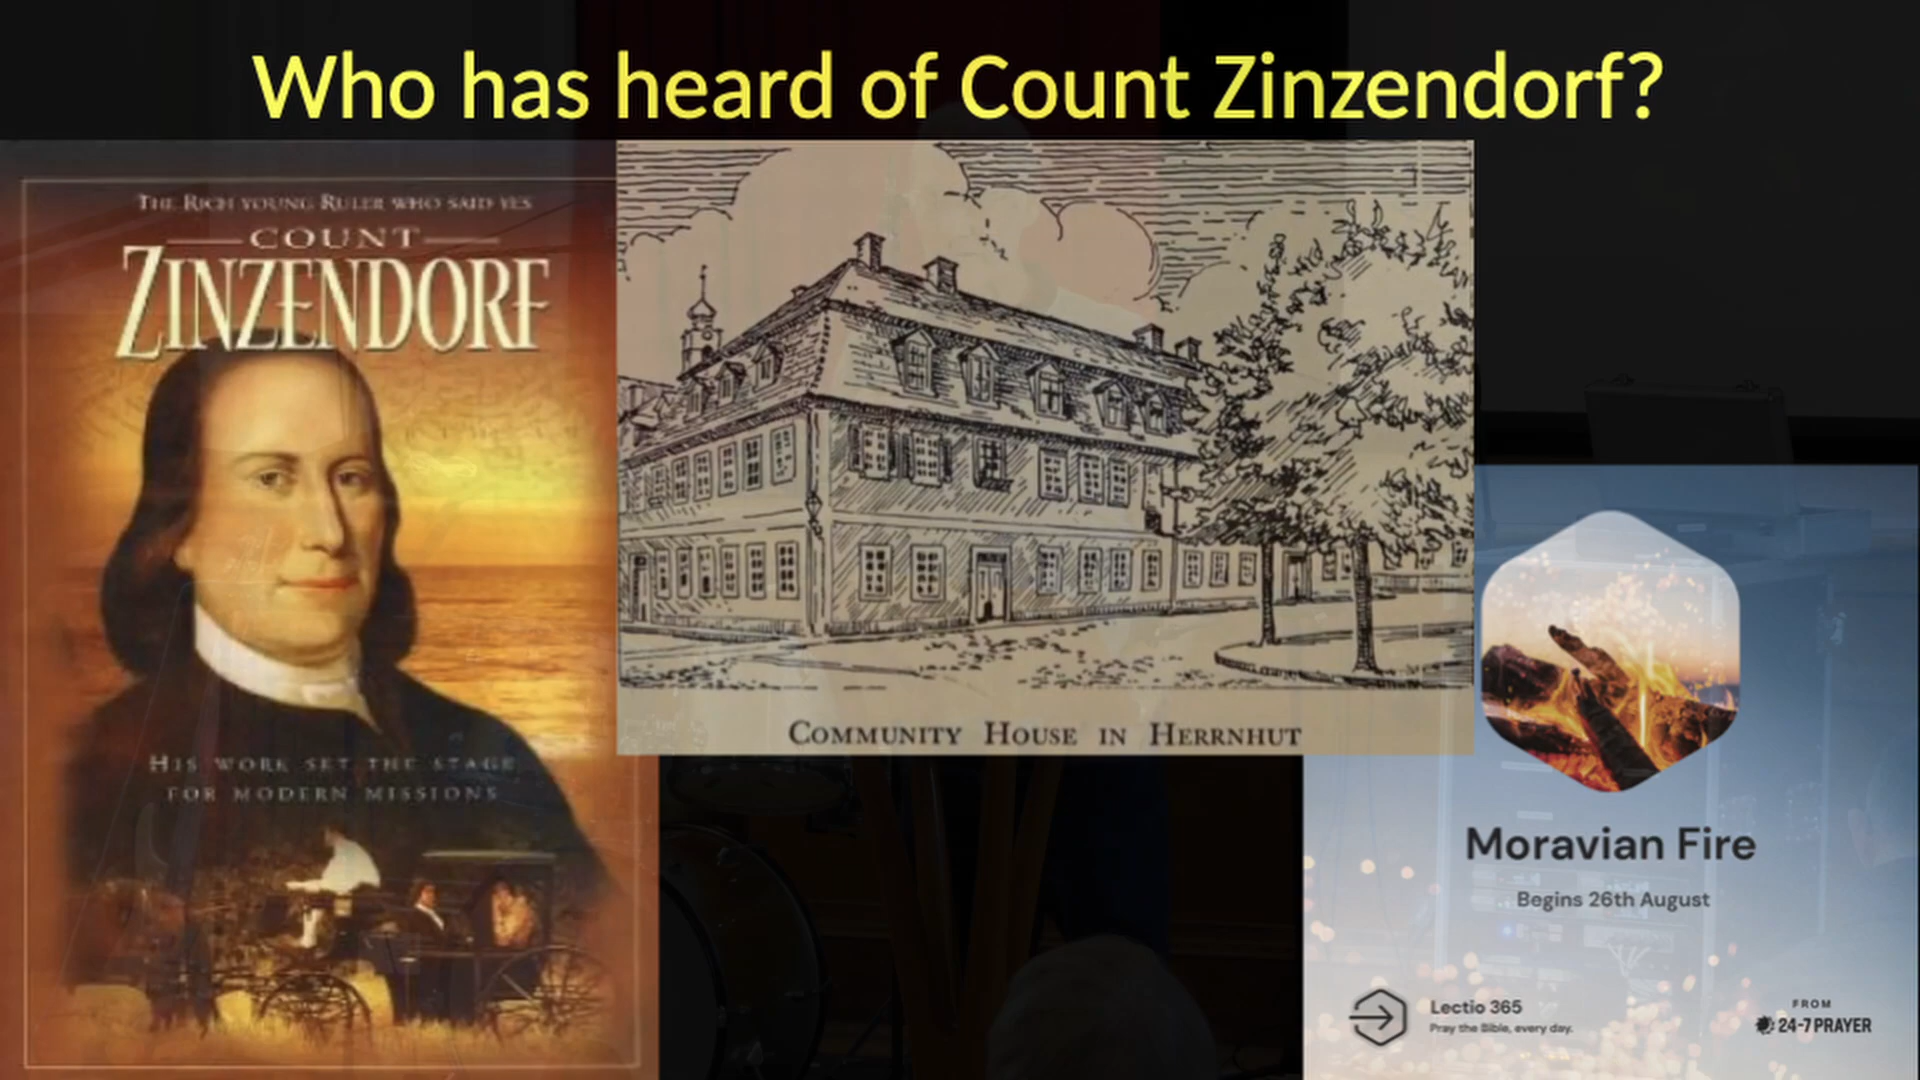 Who has heard of Count Zinzendorf?
THE RICH YOUNG RULER WHO SAID YES
COUNT
ZINZENDORF
HIS WORK SET THE STAGE
FOR MODERN MISSIONS
COMMUNITY HOUSE IN HERRNHUT
Moravian Fire
Begins 26th August
Lectio 365
Pray the Bible, every day.
FROM
24-7 PRAYER